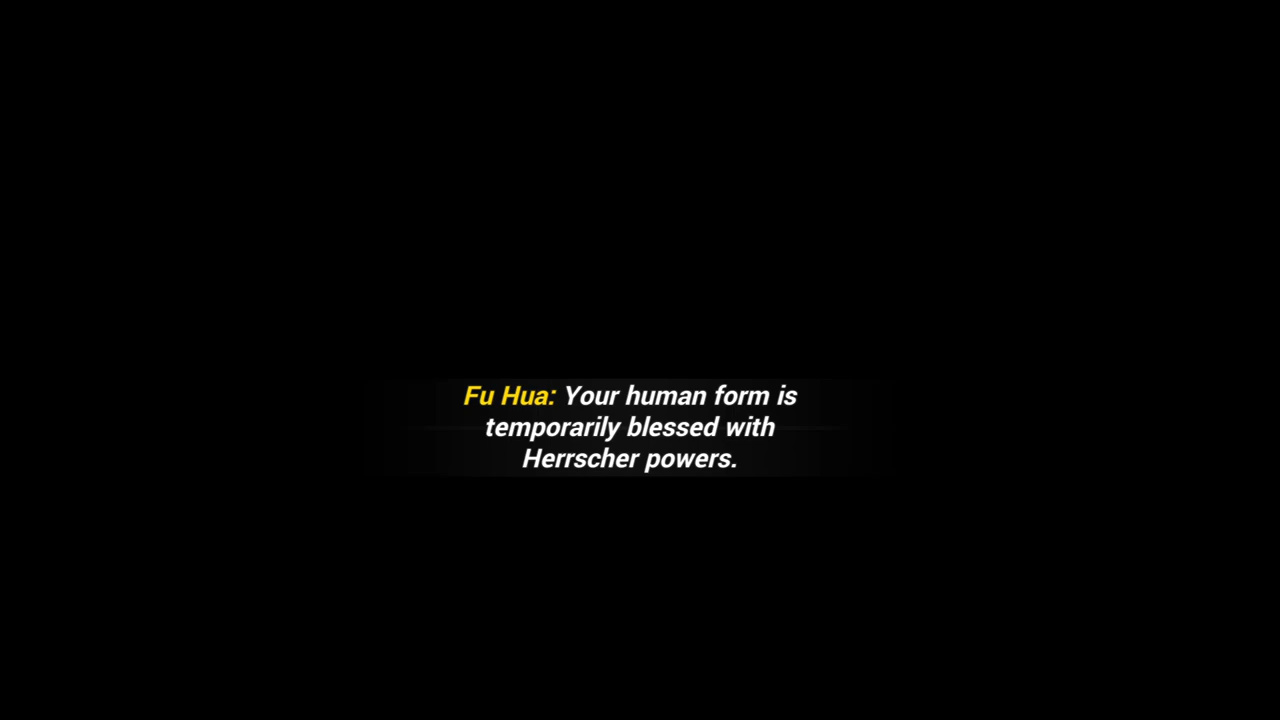 Fu Hua: Your human form is
temporarily blessed with
Herrscher powers.